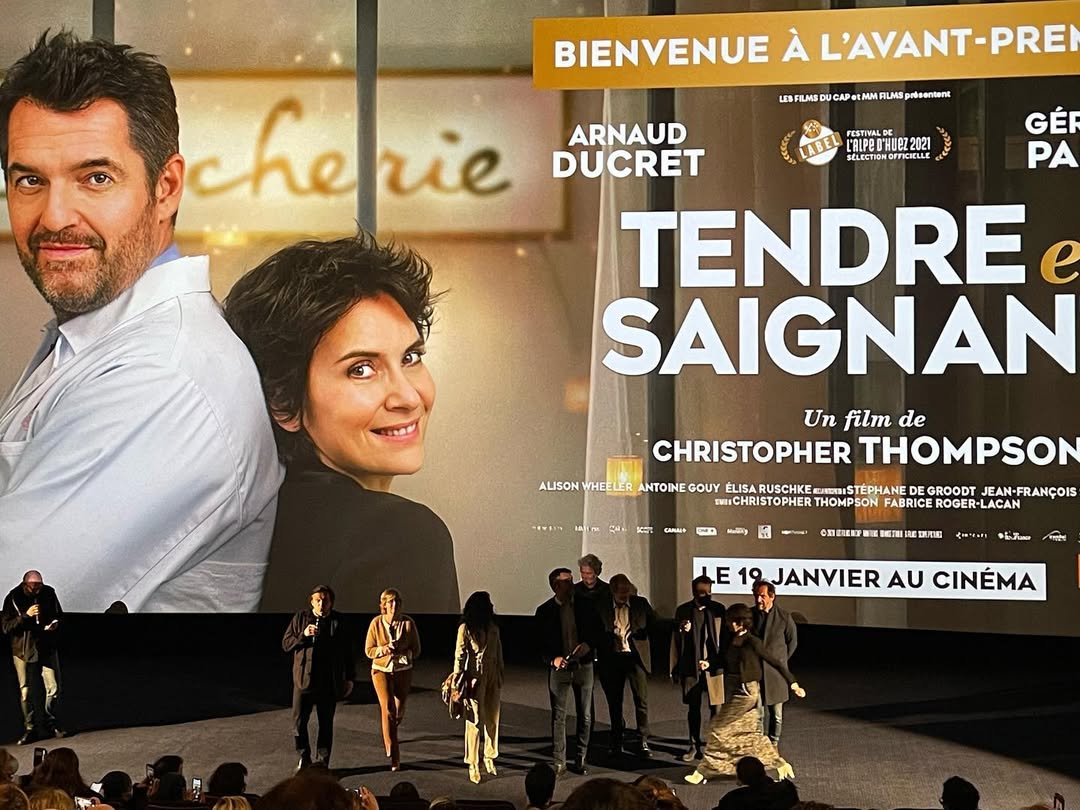 cherie
BIENVENUE À L'AVANT-PREM
LES FILMS DU CAP et MM FILMS présentent
ARNAUD
DUCRET
LABEL
FESTIVAL DE
L'ALPE D'HUEZ 2021
SÉLECTION OFFICIELLE
GÉR
PA
TENDRE e
SAIGNAN
Un film de
CHRISTOPHER THOMPSON
ALISON WHEELER ANTOINE GOUY ÉLISA RUSCHKE STÉPHANE DE GROODT JEAN-FRANÇOIS
CHRISTOPHER THOMPSON FABRICE ROGER-LACAN
CANAL+
LE 19 JANVIER AU CINÉMA